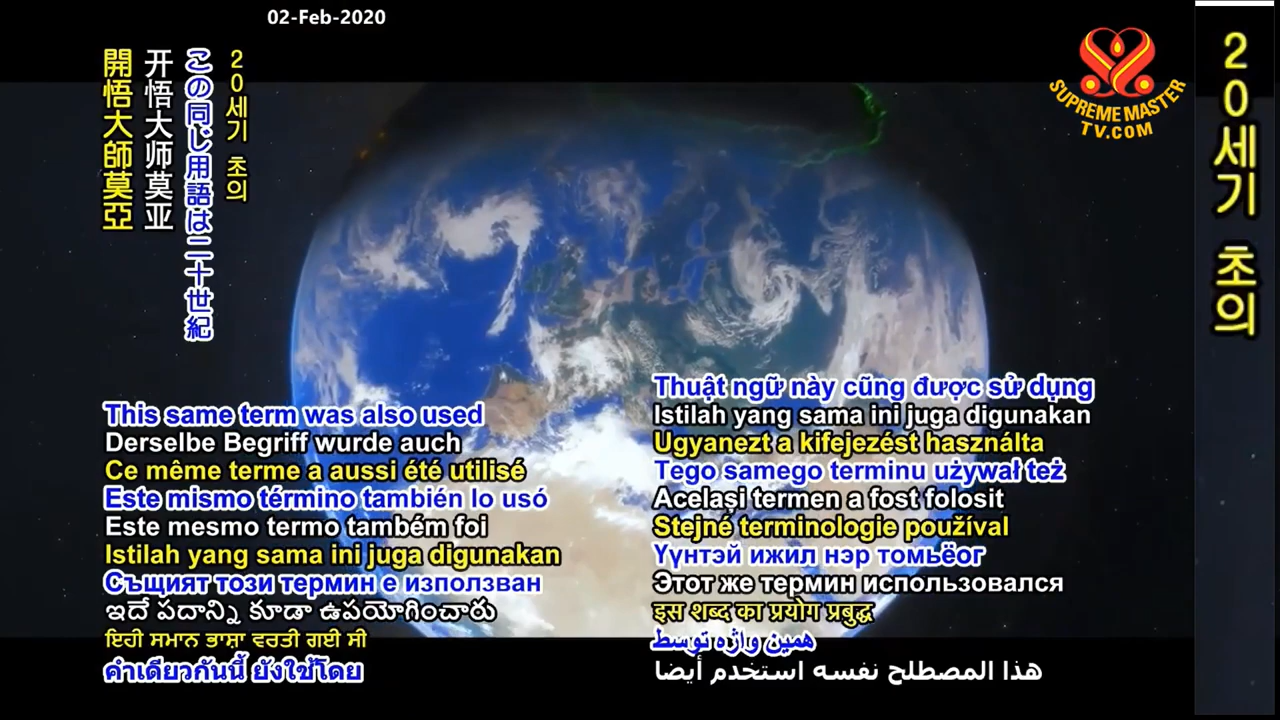 02-Feb-2020
SUPREME MASTER
TV.COM
20세기 초의
20세기 초의
この同じ用語は二十世紀
开悟大师莫亚
開悟大師莫亞
This same term was also used
Derselbe Begriff wurde auch
Ce même terme a aussi été utilisé
Este mismo término también lo usó
Este mesmo termo também foi
Istilah yang sama ini juga digunakan
Същият този термин е използван
ఇదే పదాన్ని కూడా ఉపయోగించారు
ਇਹੀ ਸਮਾਨ ਭਾਸ਼ਾ ਵਰਤੀ ਗਈ ਸੀ
คำเดียวกันนี้ ยังใช้โดย
Thuật ngữ này cũng được sử dụng
Istilah yang sama ini juga digunakan
Ugyanezt a kifejezést használta
Tego samego terminu używał też
Același termen a fost folosit
Stejné terminologie používal
Үүнтэй ижил нэр томьёог
Этот же термин использовался
इस शब्द का प्रयोग प्रबुद्ध
همین واژه توسط
هذا المصطلح نفسه استخدم أيضا